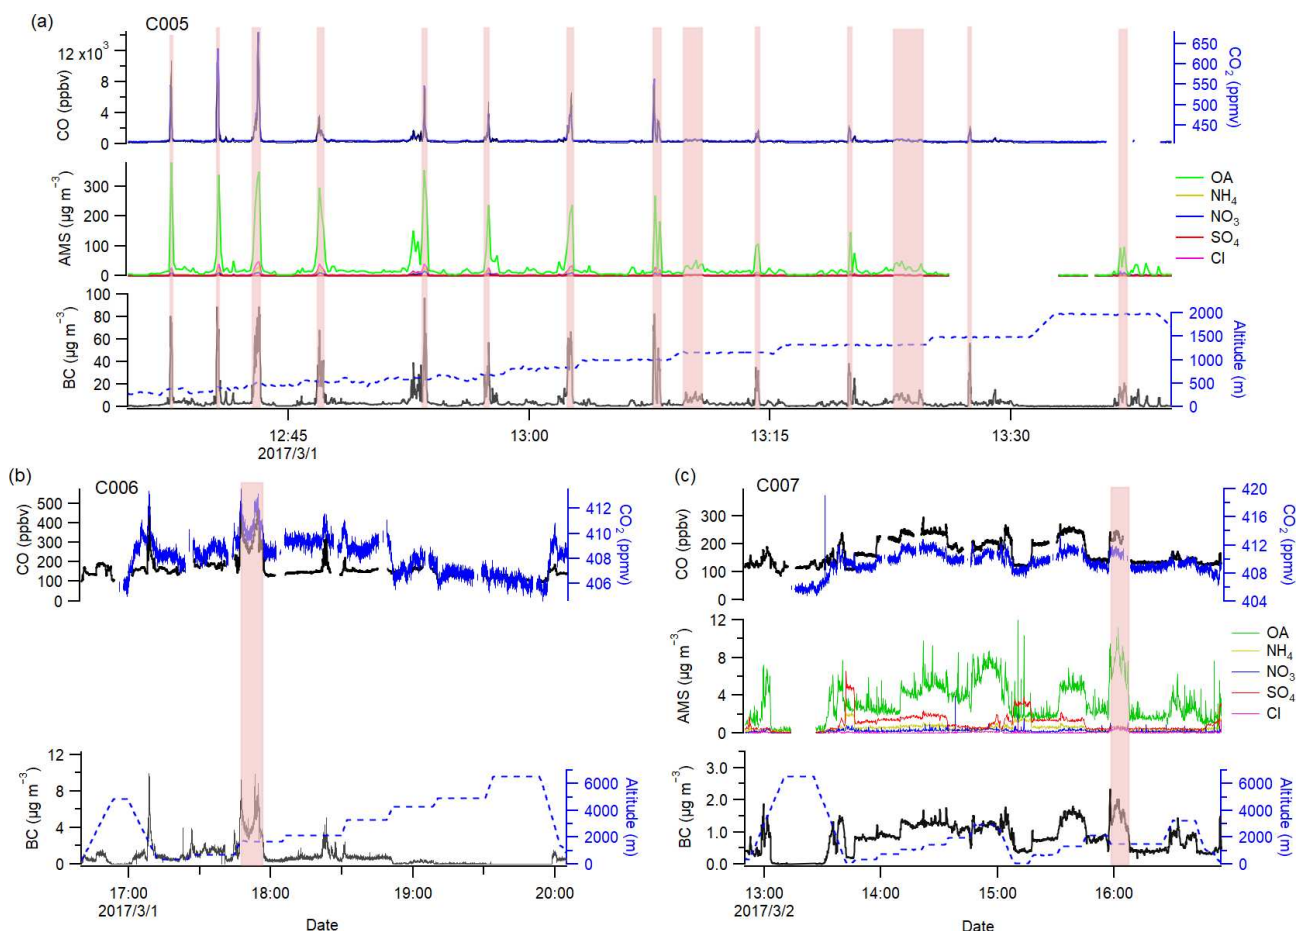 (a)
C005
12 x10³
8
4
0
CO (ppbv)
650
600
550
500
450
CO₂ (ppmv)
300
200
100
0
AMS (µg m⁻³)
OA
NH₄
NO₃
SO₄
Cl
100
80
60
40
20
0
BC (µg m⁻³)
2000
1500
1000
500
0
Altitude (m)
12:45
13:00
13:15
13:30
2017/3/1
(b)
C006
500
400
300
200
100
0
CO (ppbv)
412
410
408
406
CO₂ (ppmv)
12
8
4
0
BC (µg m⁻³)
6000
4000
2000
0
Altitude (m)
17:00
18:00
19:00
20:00
2017/3/1
Date
(c)
C007
300
200
100
0
CO (ppbv)
420
416
412
408
404
CO₂ (ppmv)
12
8
4
0
AMS (µg m⁻³)
OA
NH₄
NO₃
SO₄
Cl
3.0
2.0
1.0
0.0
BC (µg m⁻³)
6000
4000
2000
0
Altitude (m)
13:00
14:00
15:00
16:00
2017/3/2
Date